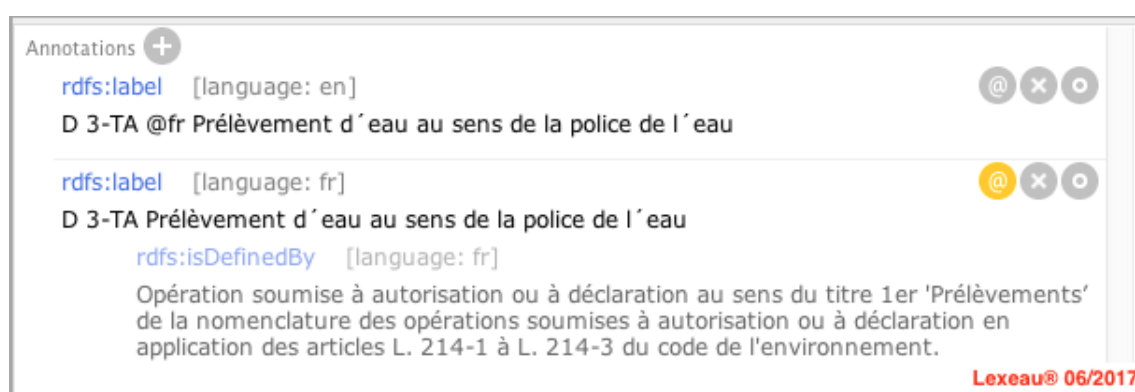 Annotations +
rdfs:label [language: en]
D 3-TA @fr Prélèvement d´eau au sens de la police de l´eau
rdfs:label [language: fr]
D 3-TA Prélèvement d´eau au sens de la police de l´eau
rdfs:isDefinedBy [language: fr]
Opération soumise à autorisation ou à déclaration au sens du titre 1er 'Prélèvements’
de la nomenclature des opérations soumises à autorisation ou à déclaration en
application des articles L. 214-1 à L. 214-3 du code de l'environnement.
Lexeau® 06/2017